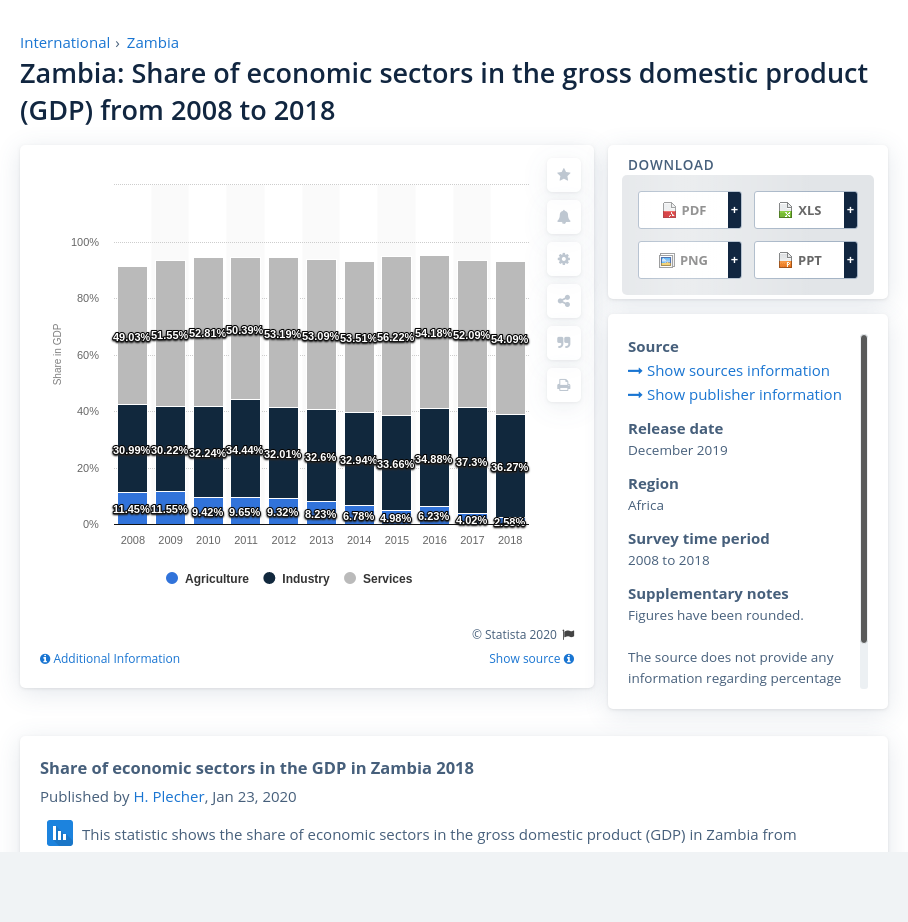 International › Zambia
Zambia: Share of economic sectors in the gross domestic product
(GDP) from 2008 to 2018
Share in GDP
100%
80%
60%
40%
20%
0%
49.03% 51.55% 52.81% 50.39% 53.19% 53.09% 53.51% 56.22% 54.18% 52.09% 54.09%
30.99% 30.22% 32.24% 34.44% 32.01% 32.6% 32.94% 33.66% 34.88% 37.3% 36.27%
11.45% 11.55% 9.42% 9.65% 9.32% 8.23% 6.78% 4.98% 6.23% 4.02% 2.58%
2008 2009 2010 2011 2012 2013 2014 2015 2016 2017 2018
Agriculture Industry Services
© Statista 2020
Additional Information Show source
DOWNLOAD
PDF + XLS +
PNG + PPT +
Source
Show sources information
Show publisher information
Release date
December 2019
Region
Africa
Survey time period
2008 to 2018
Supplementary notes
Figures have been rounded.
The source does not provide any
information regarding percentage
Share of economic sectors in the GDP in Zambia 2018
Published by H. Plecher, Jan 23, 2020
This statistic shows the share of economic sectors in the gross domestic product (GDP) in Zambia from